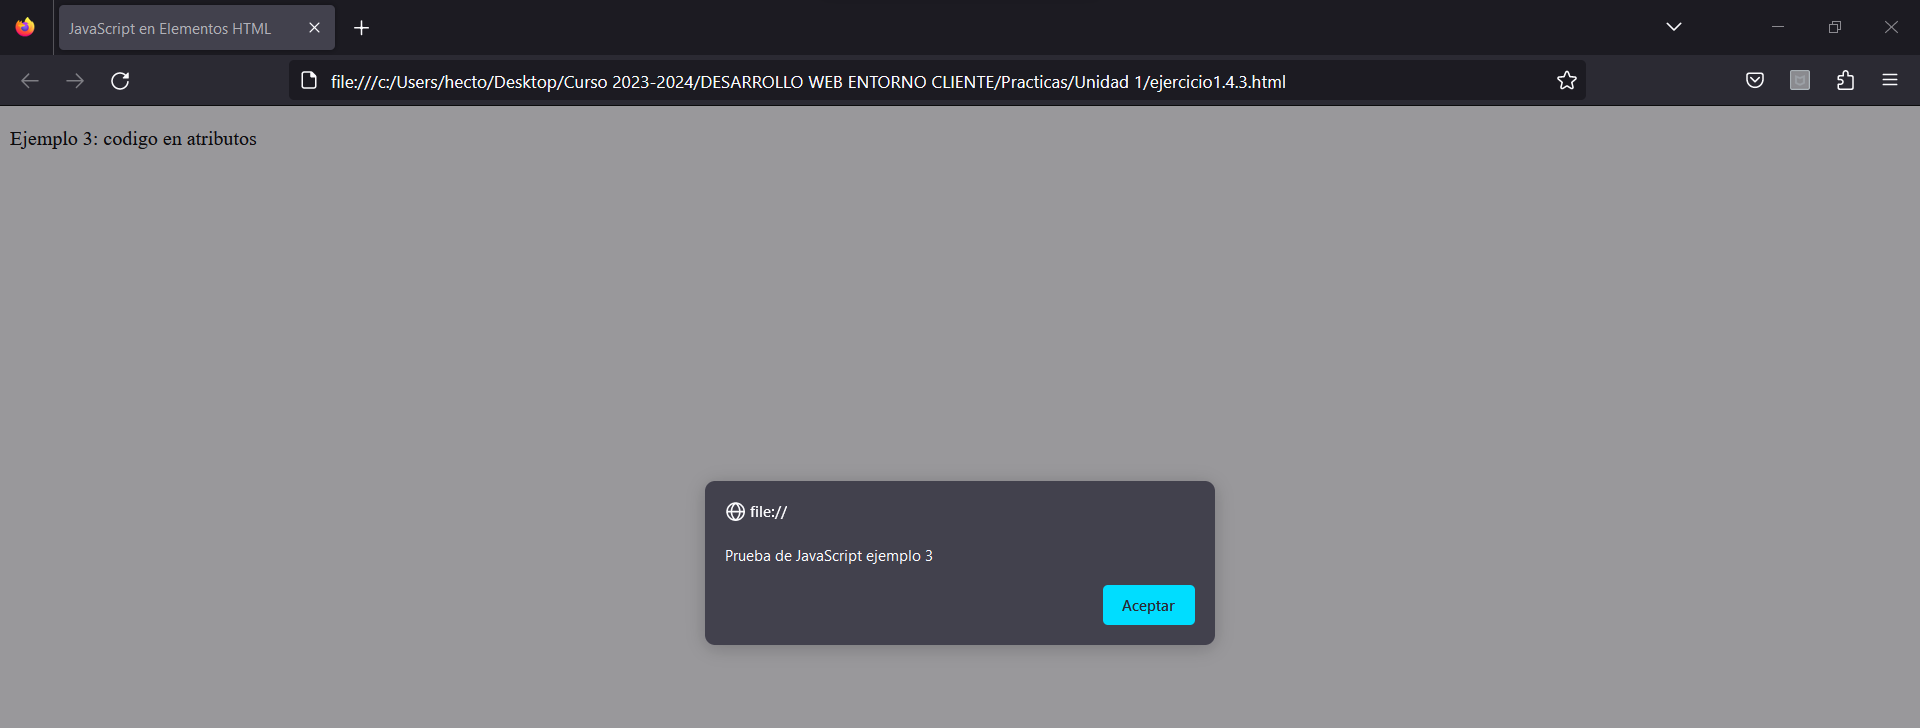 JavaScript en Elementos HTML
file:///c:/Users/hecto/Desktop/Curso 2023-2024/DESARROLLO WEB ENTORNO CLIENTE/Practicas/Unidad 1/ejercicio1.4.3.html
Ejemplo 3: codigo en atributos
file://
Prueba de JavaScript ejemplo 3
Aceptar